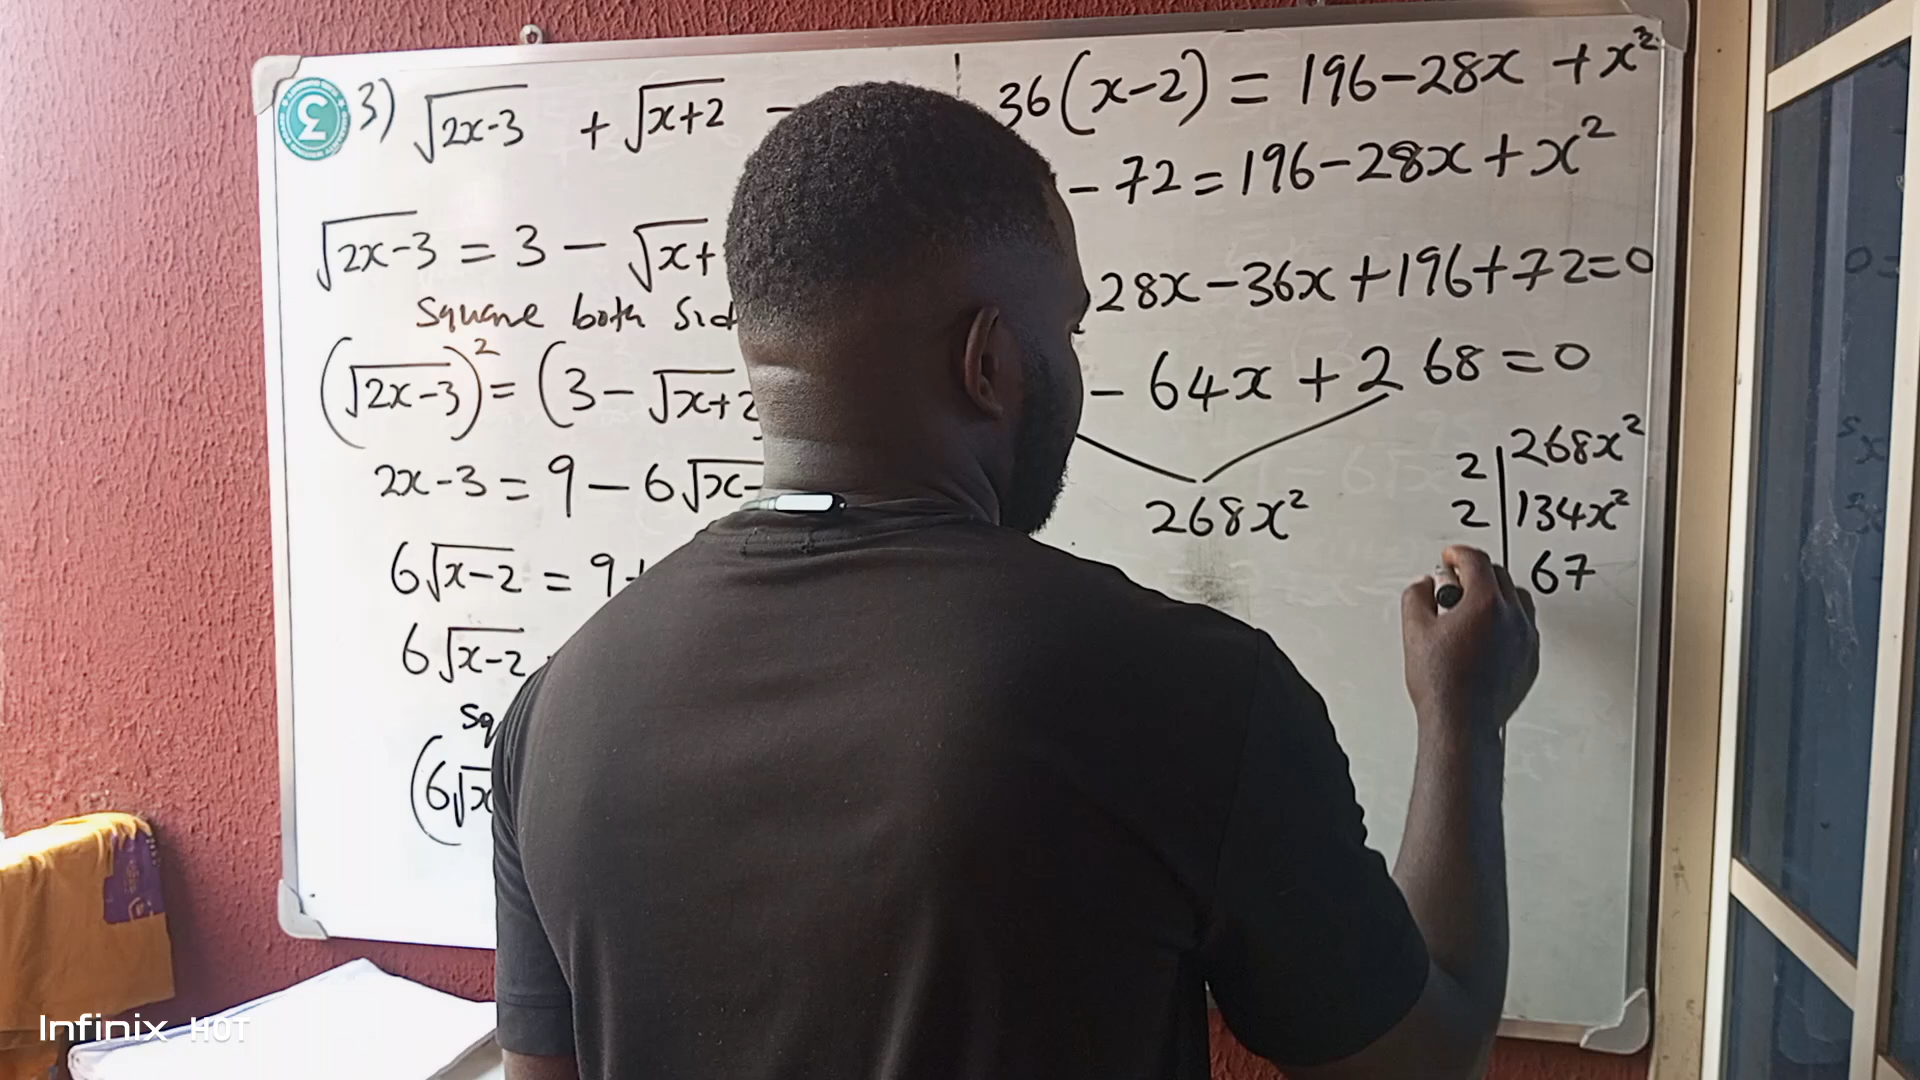 3) √2x-3 + √x+2 -
√2x-3 = 3 - √x+
Square both Sid
(√2x-3)² = (3 - √x+2
2x-3 = 9 - 6√x-
6√x-2 = 9+
6√x-2
Sq
(6√x
36(x-2) = 196-28x +x²
- 72 = 196-28x+x²
28x-36x+196+72=0
- 64x + 268 = 0
268x²
2 | 268x²
2 | 134x²
67
Infinix HOT